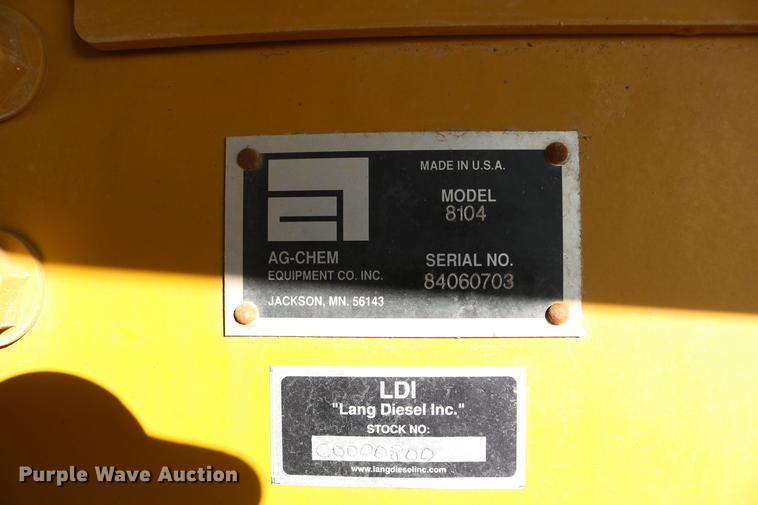 MADE IN U.S.A.
MODEL
8104
AG-CHEM
EQUIPMENT CO. INC.
JACKSON, MN. 56143
SERIAL NO.
84060703
LDI
"Lang Diesel Inc."
STOCK NO:
C0000800
www.langdieselinc.com
Purple Wave Auction